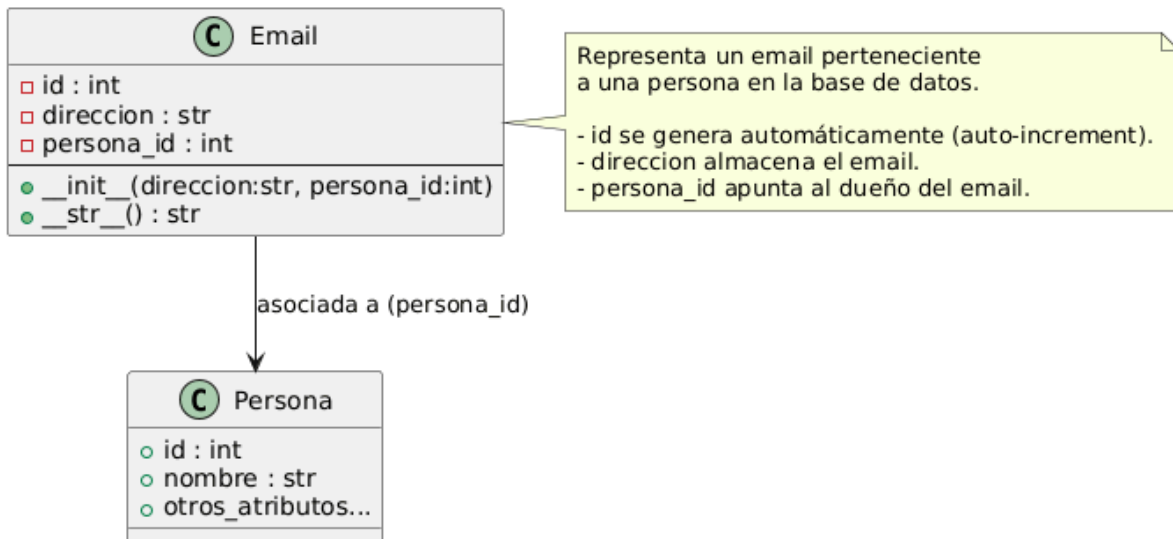 C Email
id : int
direccion : str
persona_id : int
__init__(direccion:str, persona_id:int)
__str__() : str
Representa un email perteneciente
a una persona en la base de datos.
- id se genera automáticamente (auto-increment).
- direccion almacena el email.
- persona_id apunta al dueño del email.
asociada a (persona_id)
C Persona
id : int
nombre : str
otros_atributos...